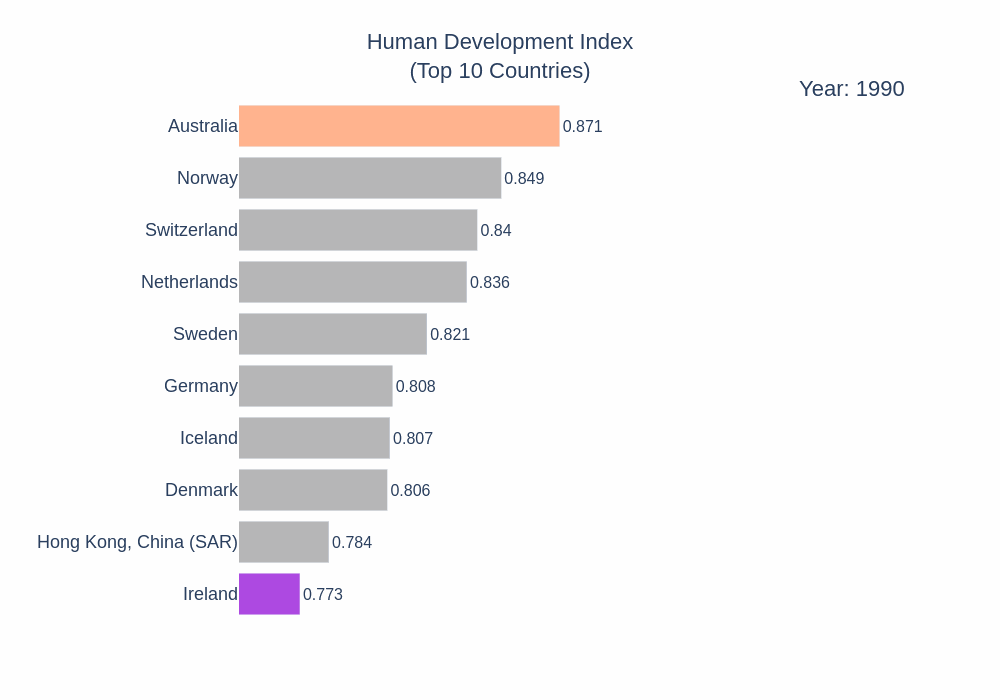 Human Development Index
(Top 10 Countries)
Year: 1990
Australia 0.871
Norway 0.849
Switzerland 0.84
Netherlands 0.836
Sweden 0.821
Germany 0.808
Iceland 0.807
Denmark 0.806
Hong Kong, China (SAR) 0.784
Ireland 0.773